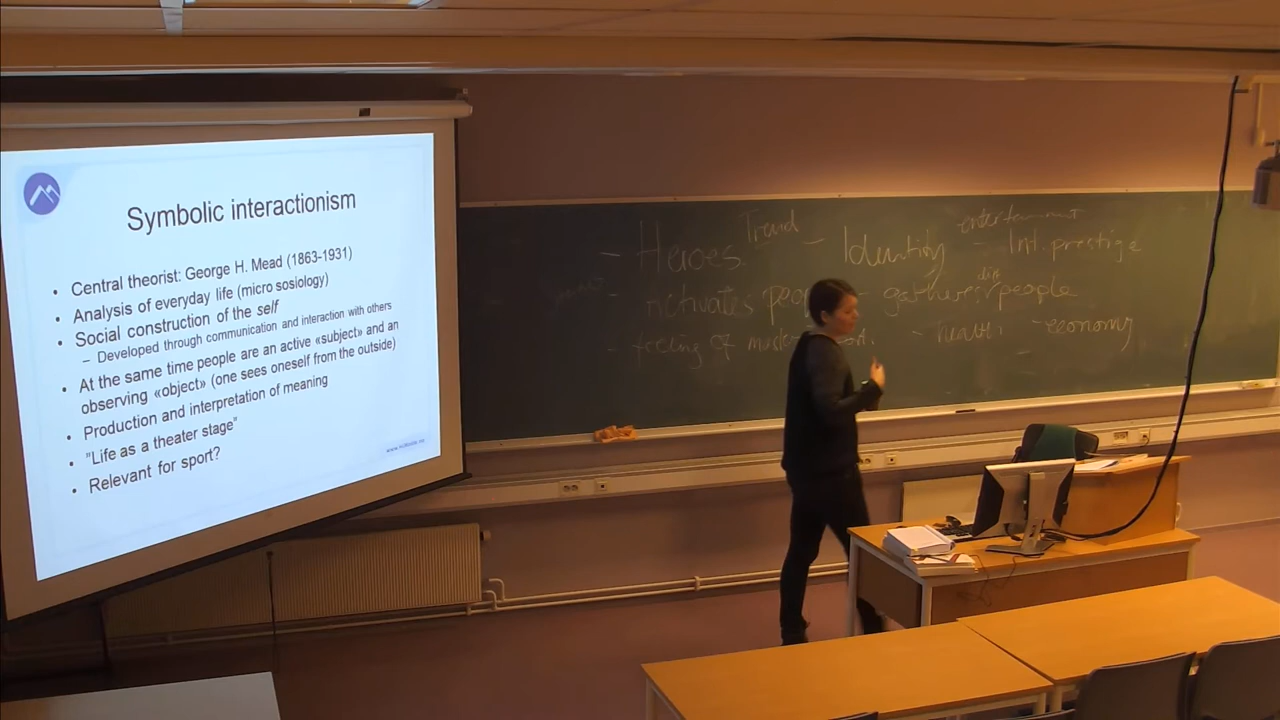 Symbolic interactionism
• Central theorist: George H. Mead (1863-1931)
• Analysis of everyday life (micro sosiology)
• Social construction of the self
– Developed through communication and interaction with others
• At the same time people are an active «subject» and an
observing «object» (one sees oneself from the outside)
• Production and interpretation of meaning
• "Life as a theater stage"
• Relevant for sport?
Trend entertainment
– Heroes – Identity – Int. prestige
diff
– Activates – gathers people
– feeling of – health – economy